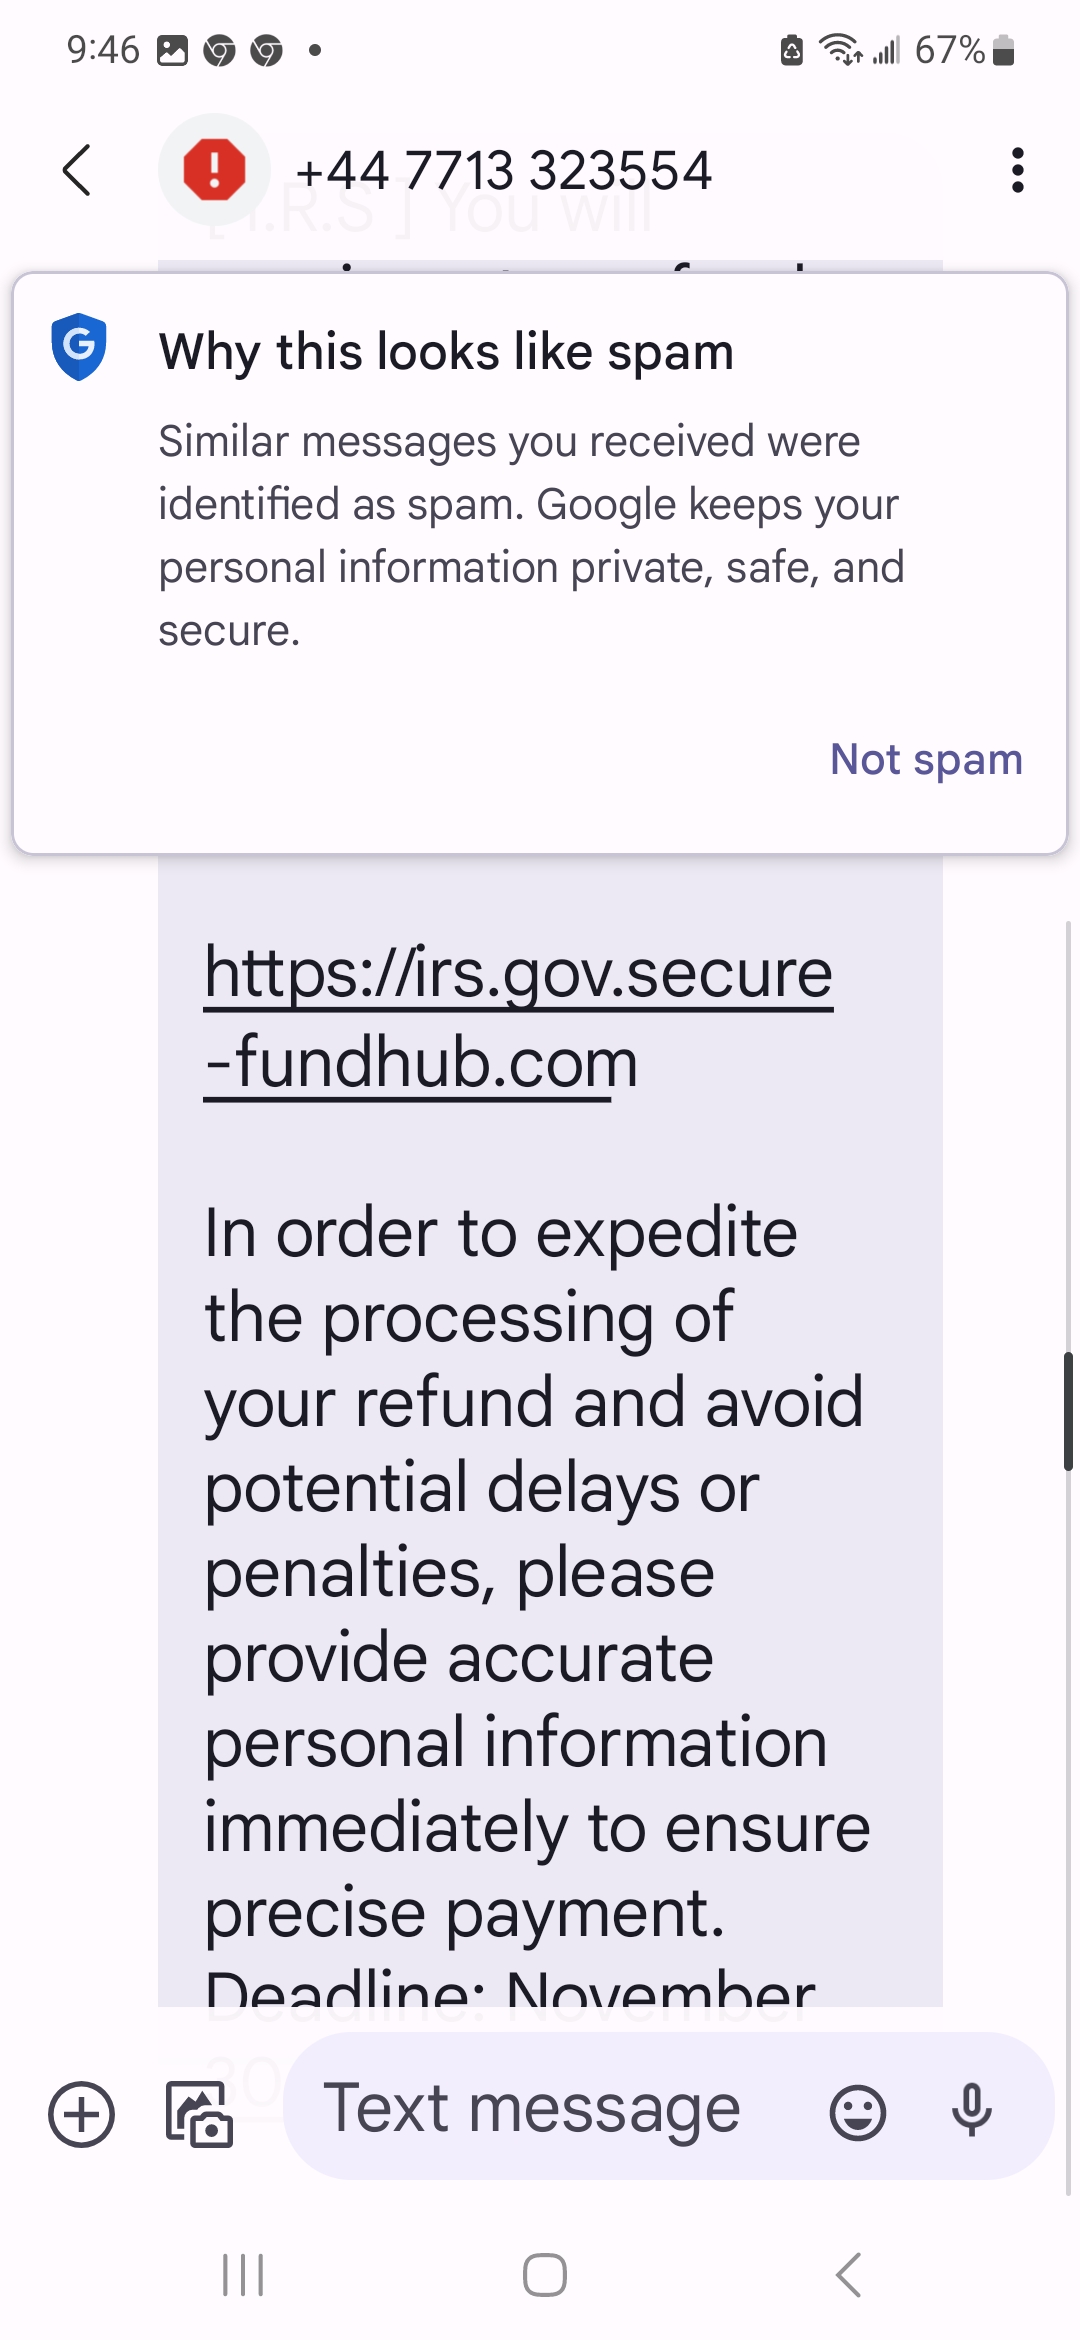 9:46
67%
+44 7713 323554
[ I.R.S ] You will
Why this looks like spam
Similar messages you received were
identified as spam. Google keeps your
personal information private, safe, and
secure.
Not spam
https://irs.gov.secure
-fundhub.com
In order to expedite
the processing of
your refund and avoid
potential delays or
penalties, please
provide accurate
personal information
immediately to ensure
precise payment.
Deadline: November
30
Text message